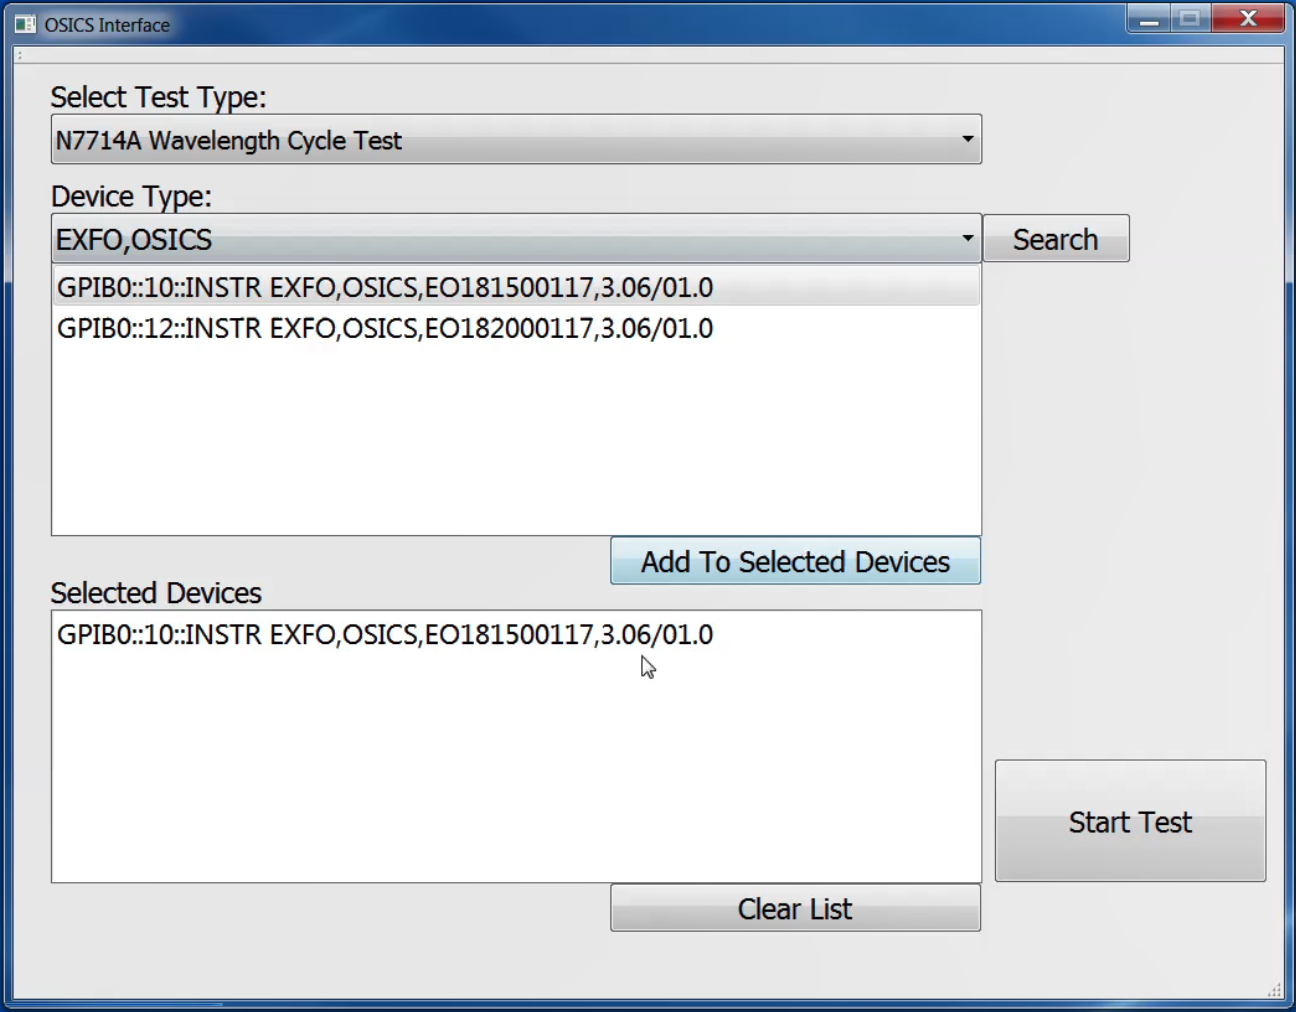 OSICS Interface
Select Test Type:
N7714A Wavelength Cycle Test
Device Type:
EXFO,OSICS
Search
GPIB0::10::INSTR EXFO,OSICS,EO181500117,3.06/01.0
GPIB0::12::INSTR EXFO,OSICS,EO182000117,3.06/01.0
Add To Selected Devices
Selected Devices
GPIB0::10::INSTR EXFO,OSICS,EO181500117,3.06/01.0
Start Test
Clear List